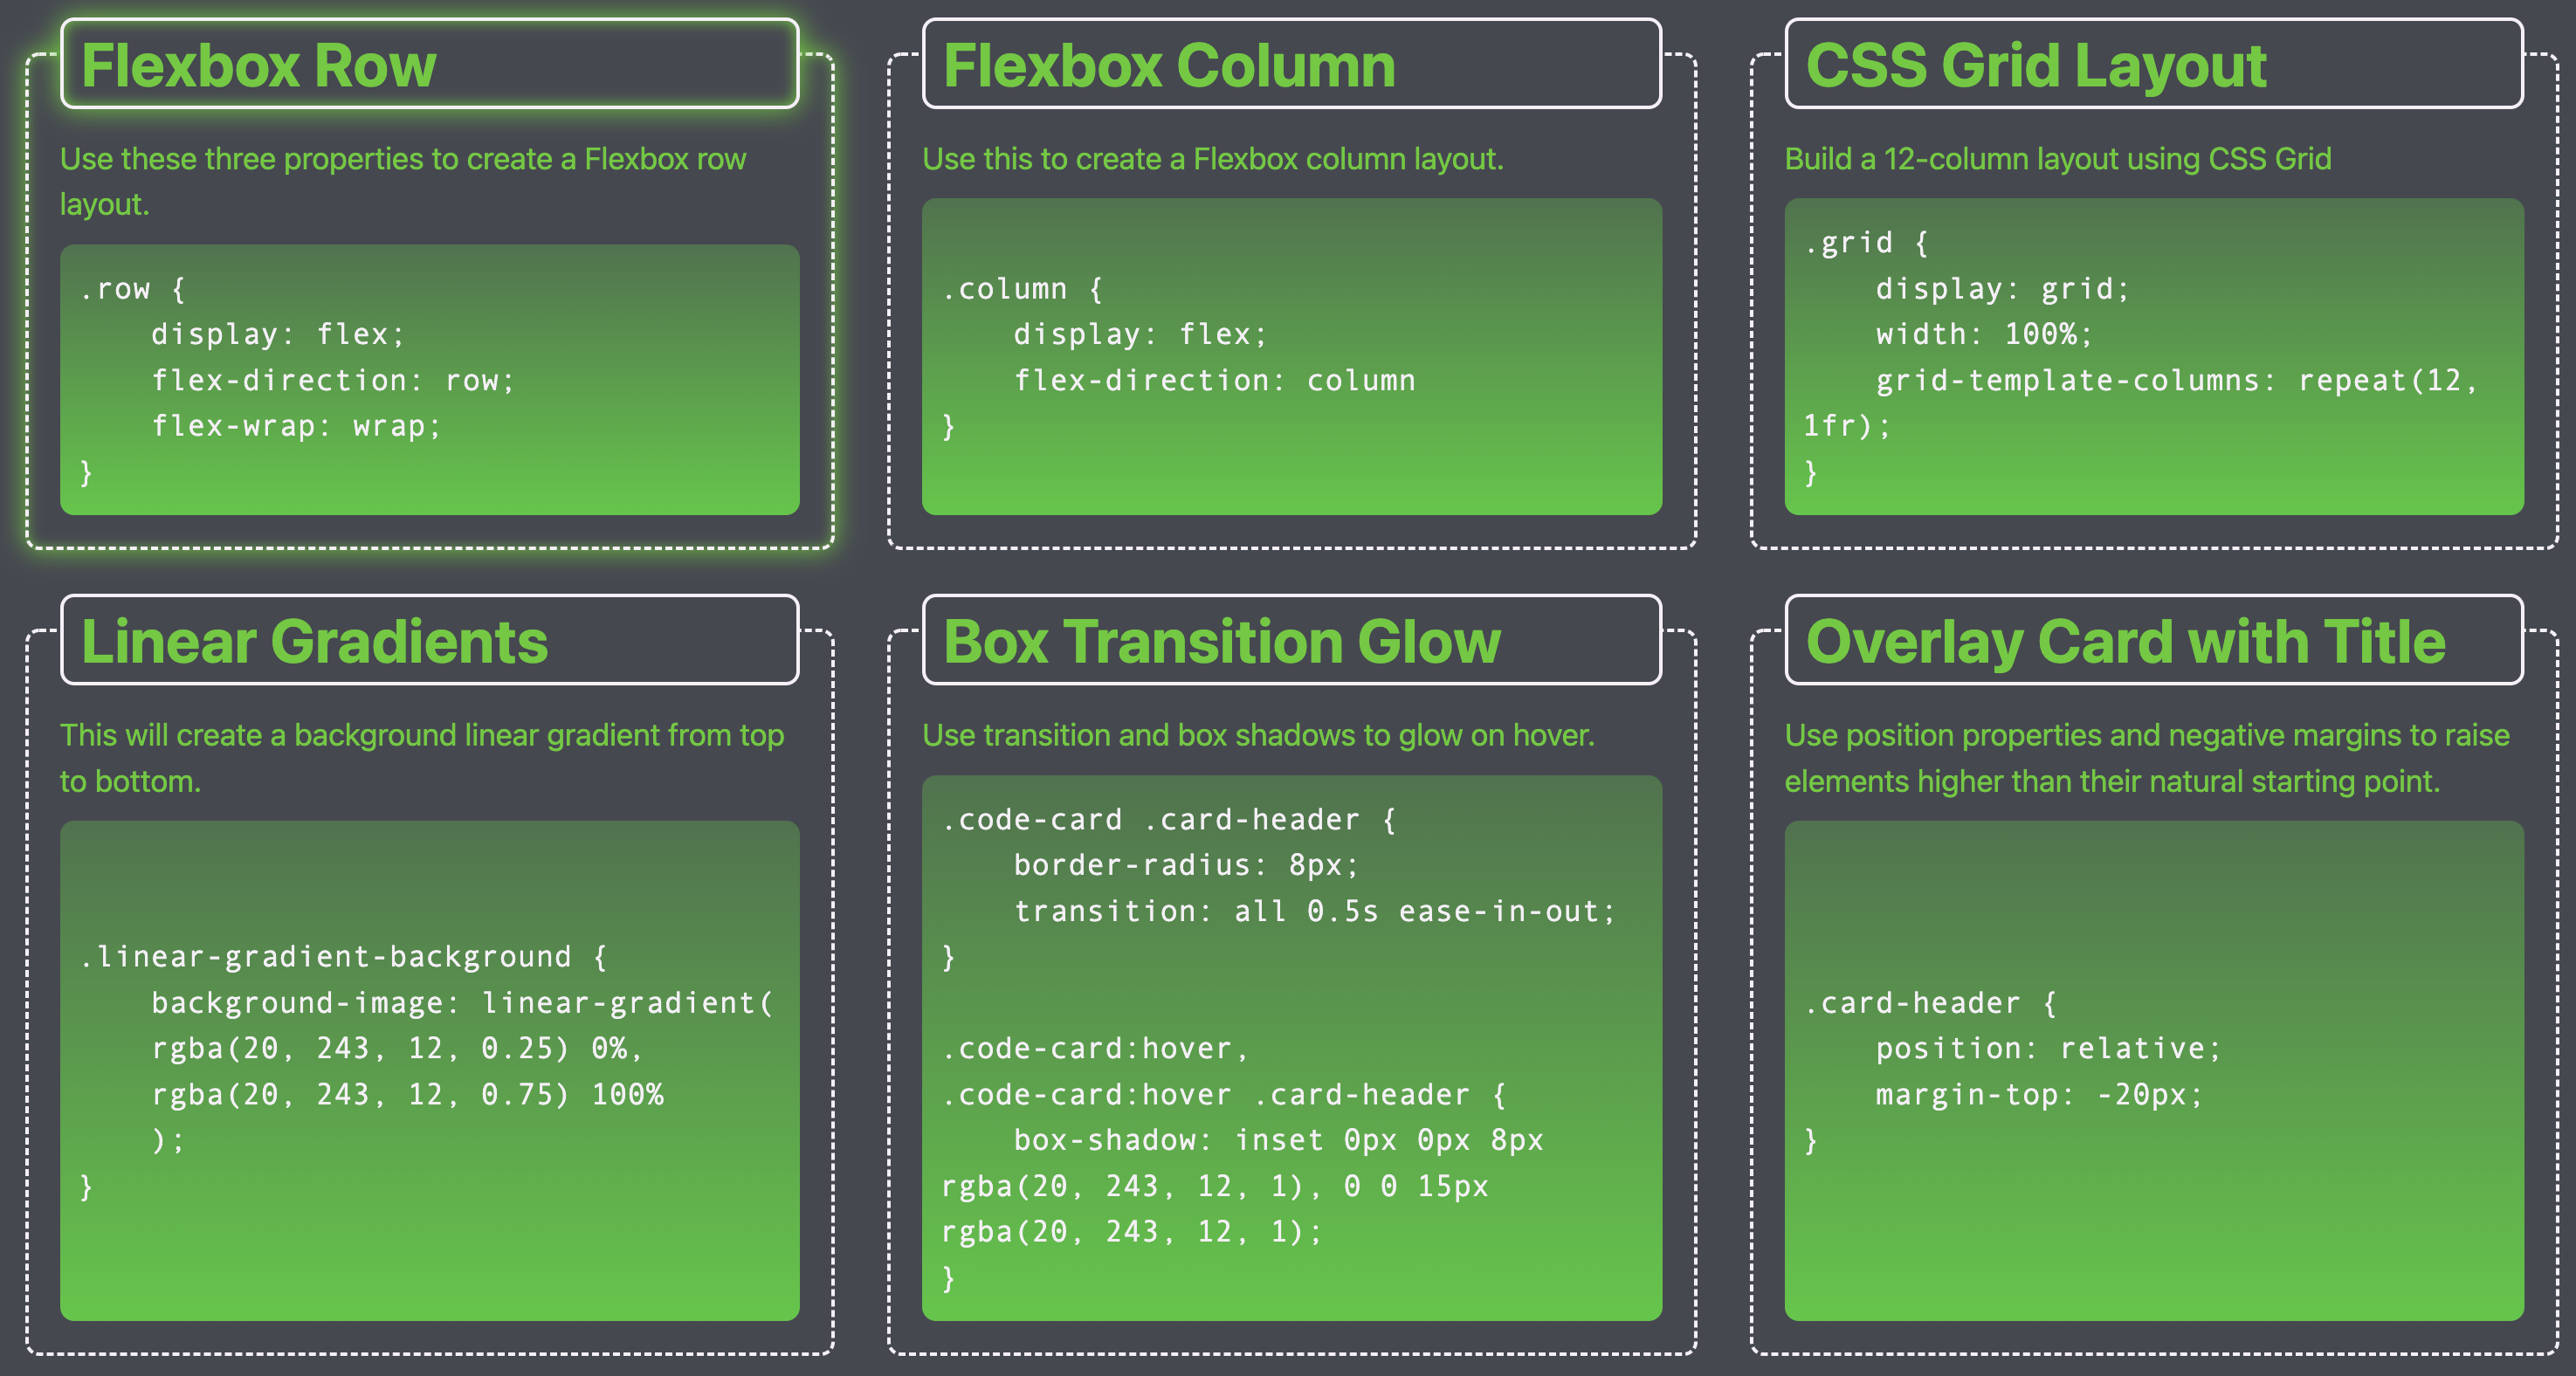 Flexbox Row
Use these three properties to create a Flexbox row
layout.
.row {
    display: flex;
    flex-direction: row;
    flex-wrap: wrap;
}
Flexbox Column
Use this to create a Flexbox column layout.
.column {
    display: flex;
    flex-direction: column
}
CSS Grid Layout
Build a 12-column layout using CSS Grid
.grid {
    display: grid;
    width: 100%;
    grid-template-columns: repeat(12,
1fr);
}
Linear Gradients
This will create a background linear gradient from top
to bottom.
.linear-gradient-background {
    background-image: linear-gradient(
    rgba(20, 243, 12, 0.25) 0%,
    rgba(20, 243, 12, 0.75) 100%
    );
}
Box Transition Glow
Use transition and box shadows to glow on hover.
.code-card .card-header {
    border-radius: 8px;
    transition: all 0.5s ease-in-out;
}
.code-card:hover,
.code-card:hover .card-header {
    box-shadow: inset 0px 0px 8px
rgba(20, 243, 12, 1), 0 0 15px
rgba(20, 243, 12, 1);
}
Overlay Card with Title
Use position properties and negative margins to raise
elements higher than their natural starting point.
.card-header {
    position: relative;
    margin-top: -20px;
}